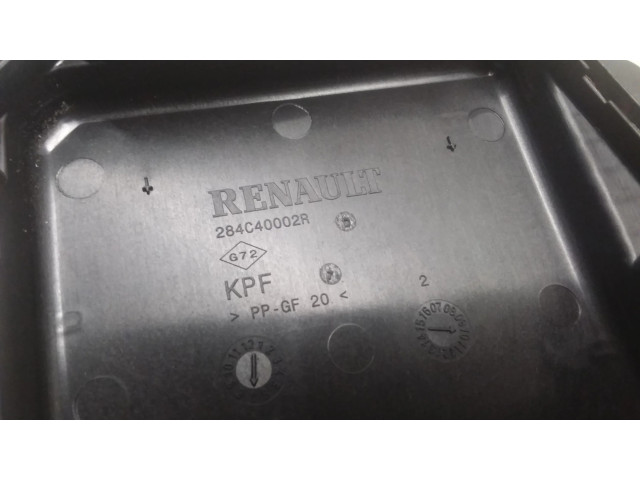 RENAULT
284C40002R
G72
KPF
> PP-GF 20 <
2